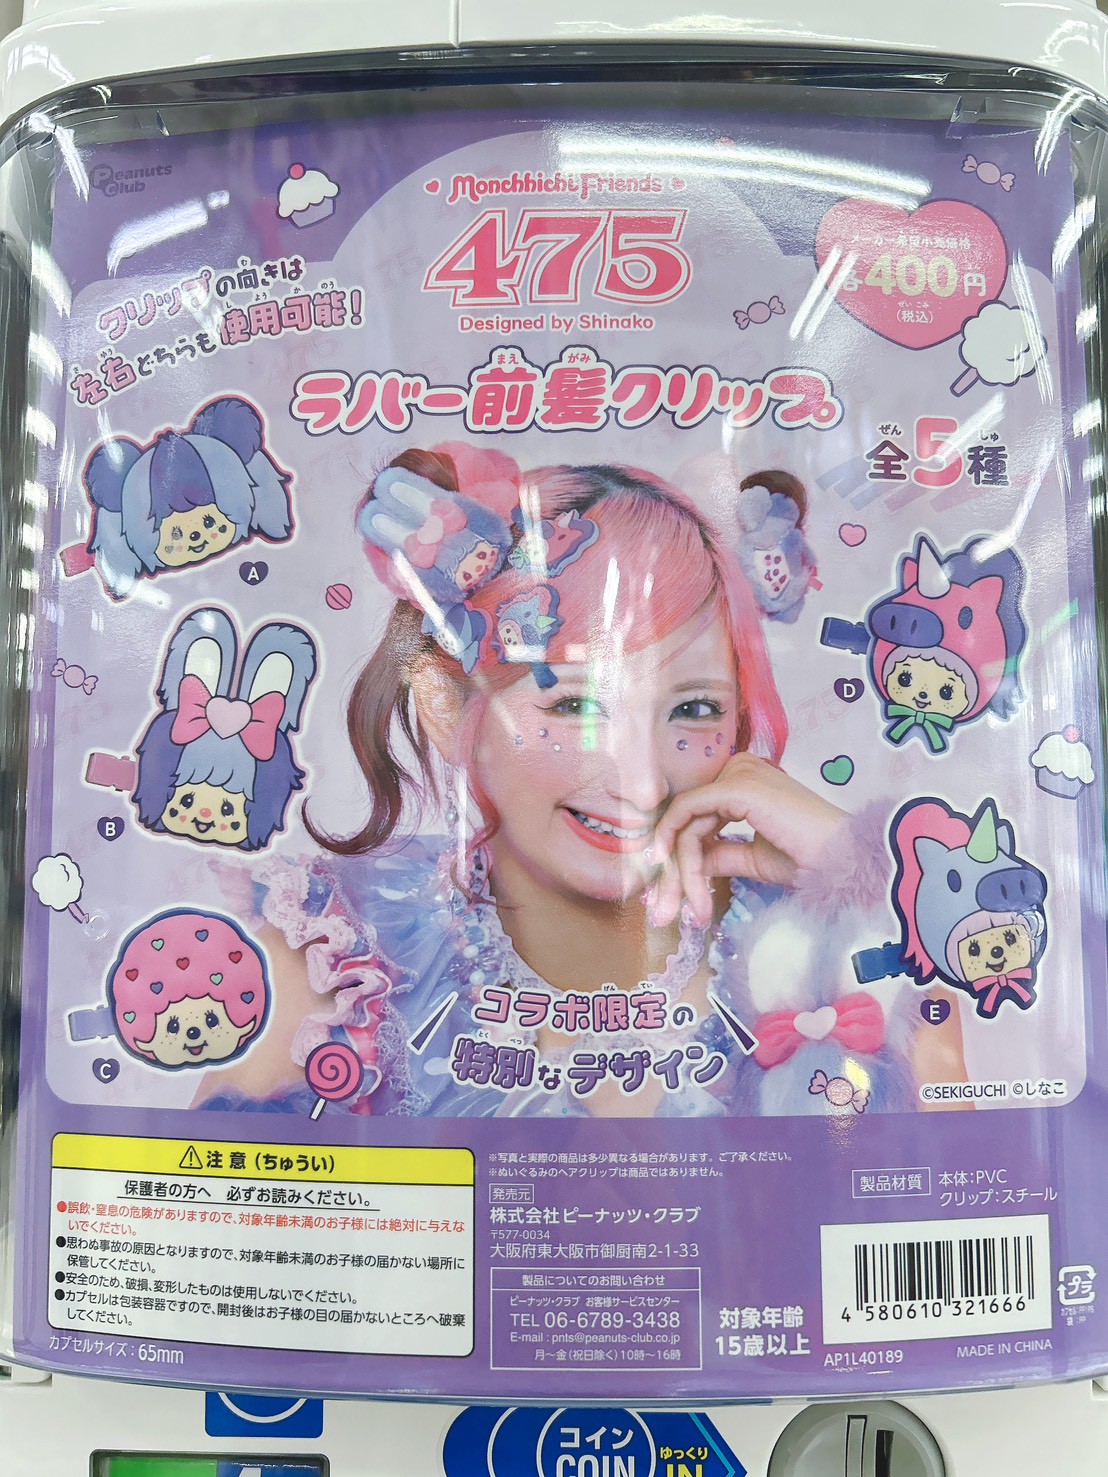 Peanuts Club
Monchhichi Friends
475
Designed by Shinako
メーカー希望小売価格
各400円
(税込)
クリップの向きは
左右どちらも使用可能!
ラバー前髪クリップ
全5種
A
B
C
D
E
コラボ限定の
特別なデザイン
©SEKIGUCHI ©しなこ
⚠注意(ちゅうい)
保護者の方へ 必ずお読みください。
●誤飲・窒息の危険がありますので、対象年齢未満のお子様には絶対に与えな
いでください。
●思わぬ事故の原因となりますので、対象年齢未満のお子様の届かない場所に
保管してください。
●安全のため、破損、変形したものは使用しないでください。
●カプセルは包装容器ですので、開封後はお子様の目の届かないところへ破棄
してください。
カプセルサイズ:65mm
※写真と実際の商品は多少異なる場合があります。ご了承ください。
※ぬいぐるみのヘアクリップは商品ではありません。
発売元
株式会社ピーナッツ・クラブ
〒577-0034
大阪府東大阪市御厨南2-1-33
製品についてのお問い合わせ
ピーナッツ・クラブ お客様サービスセンター
TEL 06-6789-3438
E-mail : pnts@peanuts-club.co.jp
月〜金(祝日除く)10時〜16時
対象年齢
15歳以上
製品材質
本体:PVC
クリップ:スチール
4 580610 321666
プラ
AP1L40189
MADE IN CHINA
コイン
COIN
ゆっくり
IN